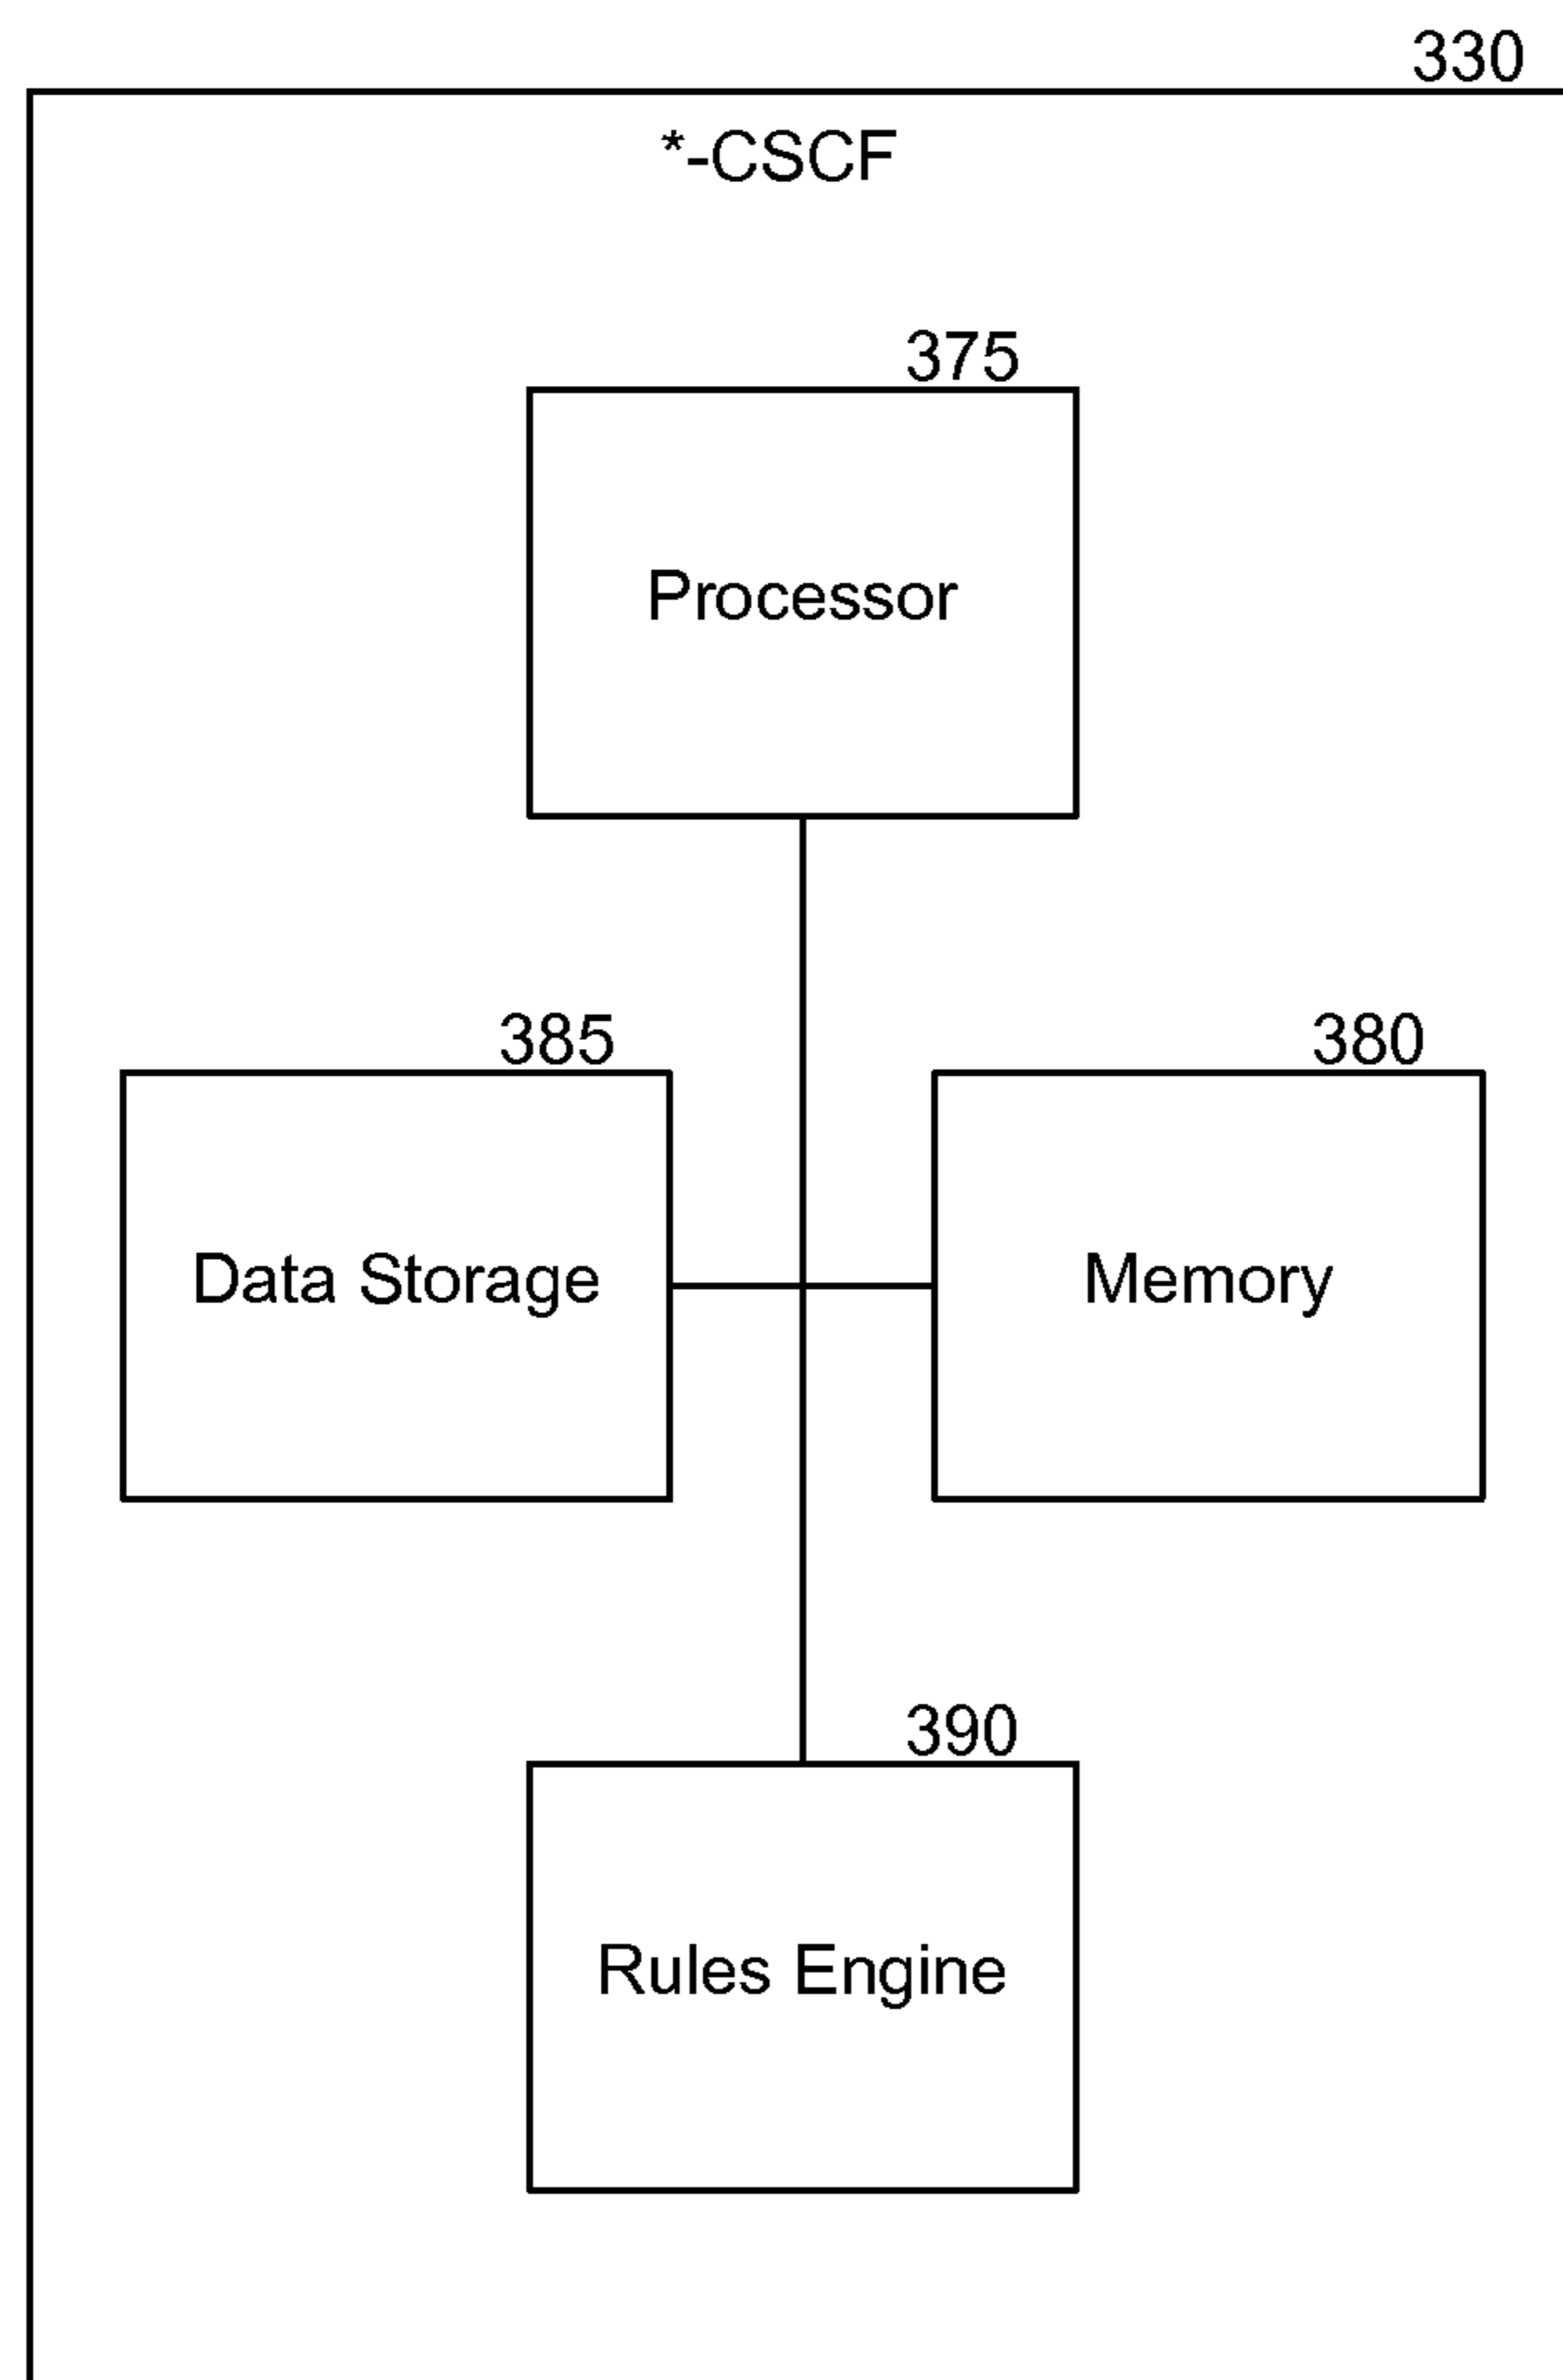 330
*-CSCF
375
Processor
385
380
Data Storage
Memory
390
Rules Engine